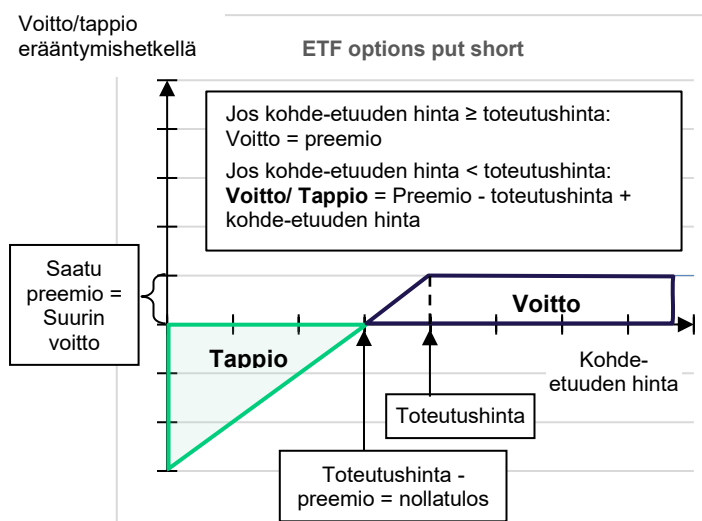 Voitto/tappio
erääntymishetkellä
ETF options put short
Jos kohde-etuuden hinta ≥ toteutushinta:
Voitto = preemio
Jos kohde-etuuden hinta < toteutushinta:
Voitto/ Tappio = Preemio - toteutushinta +
kohde-etuuden hinta
Saatu
preemio =
Suurin
voitto
Voitto
Tappio
Kohde-
etuuden hinta
Toteutushinta
Toteutushinta -
preemio = nollatulos